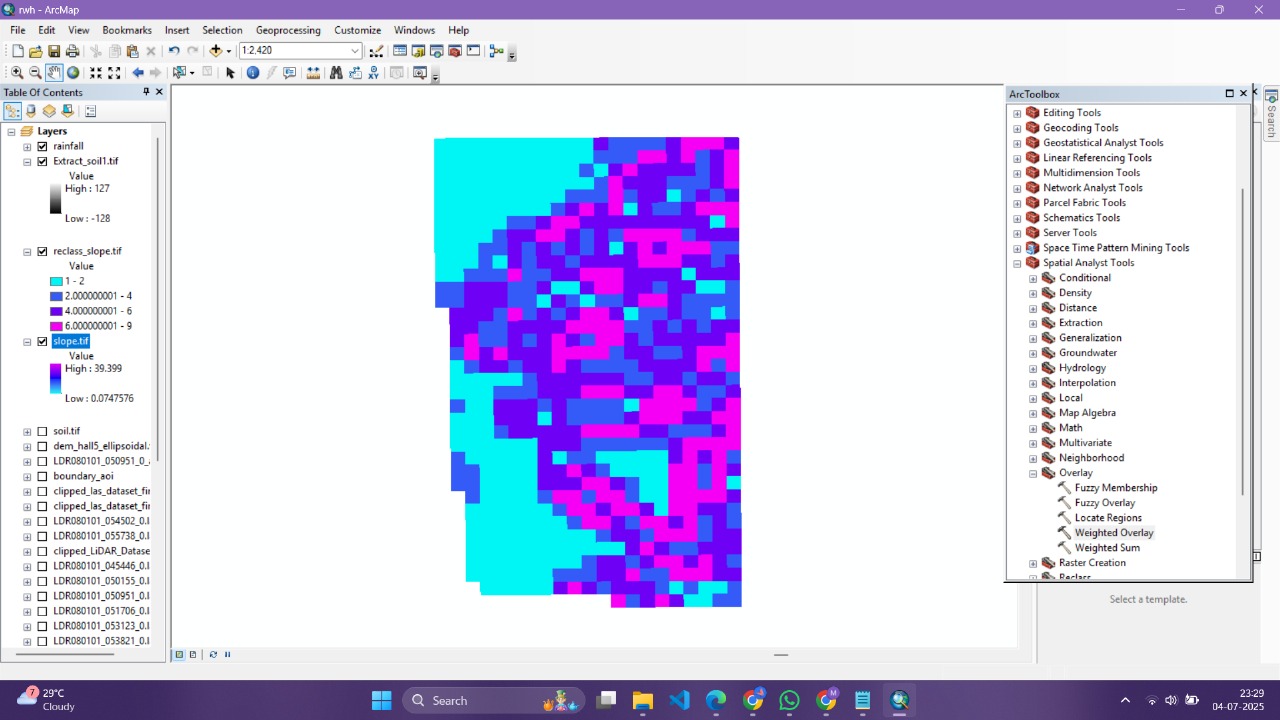 rwh - ArcMap
File Edit View Bookmarks Insert Selection Geoprocessing Customize Windows Help
1:2,420
Table Of Contents
Layers
rainfall
Extract_soil1.tif
Value
High : 127
Low : -128
reclass_slope.tif
Value
1 - 2
2.000000001 - 4
4.000000001 - 6
6.000000001 - 9
slope.tif
Value
High : 39.399
Low : 0.0747576
soil.tif
dem_hall5_ellipsoidal.
LDR080101_050951_0_
boundary_aoi
clipped_las_dataset_fir
clipped_las_dataset_fir
LDR080101_054502_0.l
LDR080101_055738_0.l
clipped_LiDAR_Datase
LDR080101_045446_0.l
LDR080101_050155_0.l
LDR080101_050951_0.l
LDR080101_051706_0.l
LDR080101_053123_0.l
LDR080101_053821_0.l
ArcToolbox
Editing Tools
Geocoding Tools
Geostatistical Analyst Tools
Linear Referencing Tools
Multidimension Tools
Network Analyst Tools
Parcel Fabric Tools
Schematics Tools
Server Tools
Space Time Pattern Mining Tools
Spatial Analyst Tools
Conditional
Density
Distance
Extraction
Generalization
Groundwater
Hydrology
Interpolation
Local
Map Algebra
Math
Multivariate
Neighborhood
Overlay
Fuzzy Membership
Fuzzy Overlay
Locate Regions
Weighted Overlay
Weighted Sum
Raster Creation
Reclass
Search
Select a template.
7
29°C
Cloudy
Search
23:29
04-07-2025